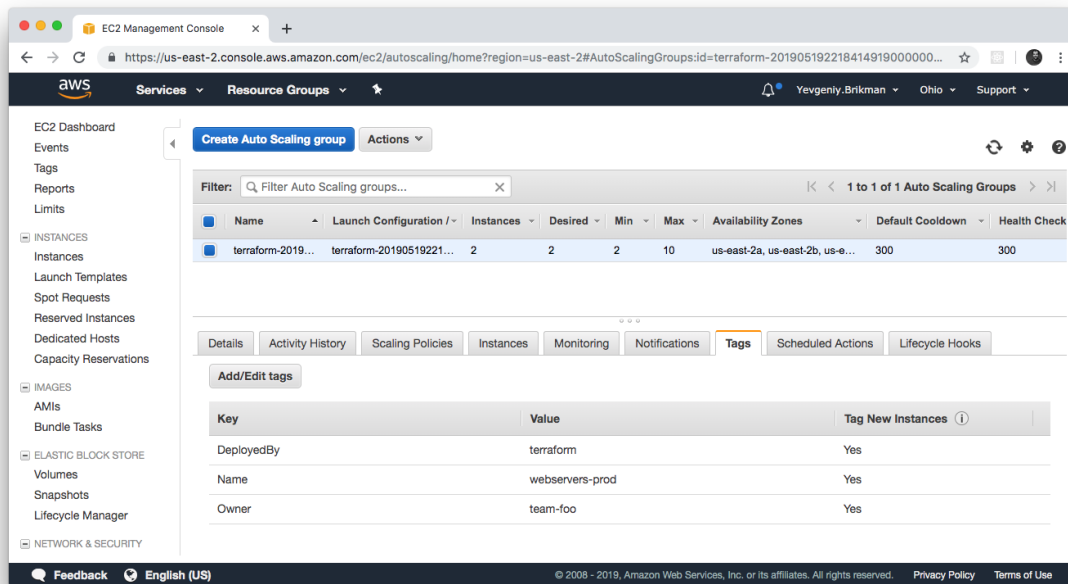 EC2 Management Console
https://us-east-2.console.aws.amazon.com/ec2/autoscaling/home?region=us-east-2#AutoScalingGroups:id=terraform-201905192218414919000000...
aws Services Resource Groups Yevgeniy.Brikman Ohio Support
EC2 Dashboard
Events
Tags
Reports
Limits
INSTANCES
Instances
Launch Templates
Spot Requests
Reserved Instances
Dedicated Hosts
Capacity Reservations
IMAGES
AMIs
Bundle Tasks
ELASTIC BLOCK STORE
Volumes
Snapshots
Lifecycle Manager
NETWORK & SECURITY
Create Auto Scaling group Actions
Filter: Filter Auto Scaling groups... 1 to 1 of 1 Auto Scaling Groups
Name Launch Configuration / Instances Desired Min Max Availability Zones Default Cooldown Health Check
terraform-2019... terraform-20190519221... 2 2 2 10 us-east-2a, us-east-2b, us-e... 300 300
Details Activity History Scaling Policies Instances Monitoring Notifications Tags Scheduled Actions Lifecycle Hooks
Add/Edit tags
Key Value Tag New Instances
DeployedBy terraform Yes
Name webservers-prod Yes
Owner team-foo Yes
Feedback English (US) © 2008 - 2019, Amazon Web Services, Inc. or its affiliates. All rights reserved. Privacy Policy Terms of Use